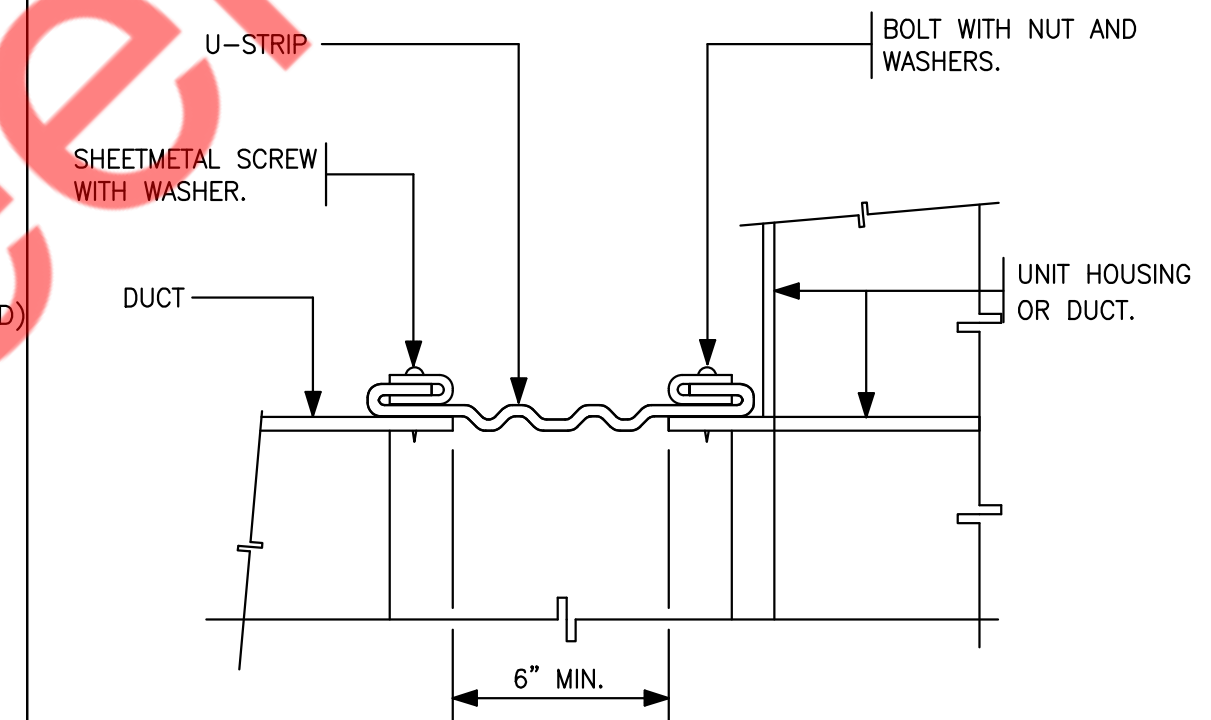 U-STRIP
BOLT WITH NUT AND
WASHERS.
SHEETMETAL SCREW
WITH WASHER.
DUCT
UNIT HOUSING
OR DUCT.
D)
6" MIN.